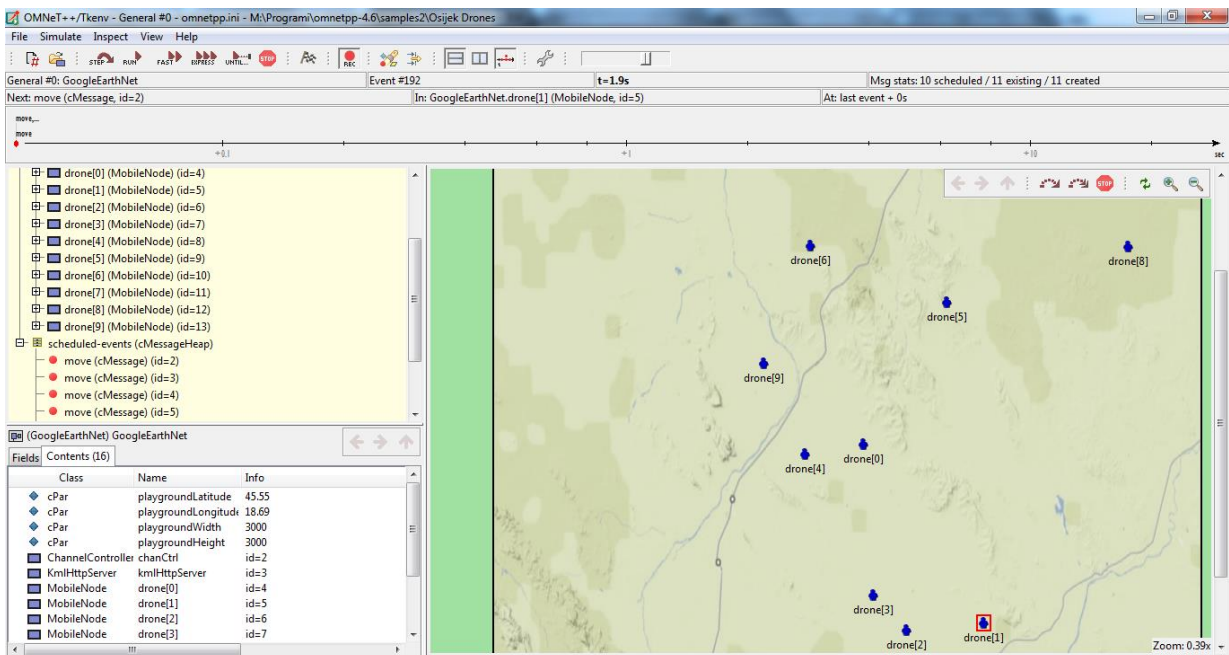 OMNeT++/Tkenv - General #0 - omnetpp.ini - M:\Programi\omnetpp-4.6\samples2\Osijek Drones
File Simulate Inspect View Help
STEP RUN FAST EXPRESS UNTIL... STOP REC
General #0: GoogleEarthNet Event #192 t=1.9s Msg stats: 10 scheduled / 11 existing / 11 created
Next: move (cMessage, id=2) In: GoogleEarthNet.drone[1] (MobileNode, id=5) At: last event + 0s
move,...
move
+0.1 +1 +10 sec
drone[0] (MobileNode) (id=4)
drone[1] (MobileNode) (id=5)
drone[2] (MobileNode) (id=6)
drone[3] (MobileNode) (id=7)
drone[4] (MobileNode) (id=8)
drone[5] (MobileNode) (id=9)
drone[6] (MobileNode) (id=10)
drone[7] (MobileNode) (id=11)
drone[8] (MobileNode) (id=12)
drone[9] (MobileNode) (id=13)
scheduled-events (cMessageHeap)
move (cMessage) (id=2)
move (cMessage) (id=3)
move (cMessage) (id=4)
move (cMessage) (id=5)
(GoogleEarthNet) GoogleEarthNet
Fields Contents (16)
Class Name Info
cPar playgroundLatitude 45.55
cPar playgroundLongitude 18.69
cPar playgroundWidth 3000
cPar playgroundHeight 3000
ChannelController chanCtrl id=2
KmlHttpServer kmlHttpServer id=3
MobileNode drone[0] id=4
MobileNode drone[1] id=5
MobileNode drone[2] id=6
MobileNode drone[3] id=7
STOP
drone[6]
drone[8]
drone[5]
drone[9]
drone[0]
drone[4]
drone[3]
drone[1]
drone[2]
Zoom: 0.39x